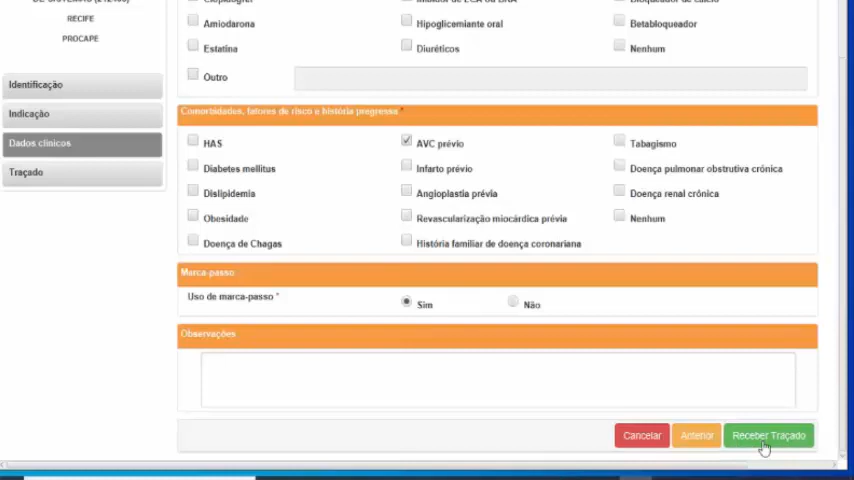 RECIFE
PROCAPE
Identificação
Indicação
Dados clínicos
Traçado
Amiodarona
Hipoglicemiante oral
Betabloqueador
Estatina
Diuréticos
Nenhum
Outro
Comorbidades, fatores de risco e história pregressa *
HAS
AVC prévio
Tabagismo
Diabetes mellitus
Infarto prévio
Doença pulmonar obstrutiva crônica
Dislipidemia
Angioplastia prévia
Doença renal crônica
Obesidade
Revascularização miocárdica prévia
Nenhum
Doença de Chagas
História familiar de doença coronariana
Marca-passo
Uso de marca-passo *
Sim
Não
Observações
Cancelar
Anterior
Receber Traçado